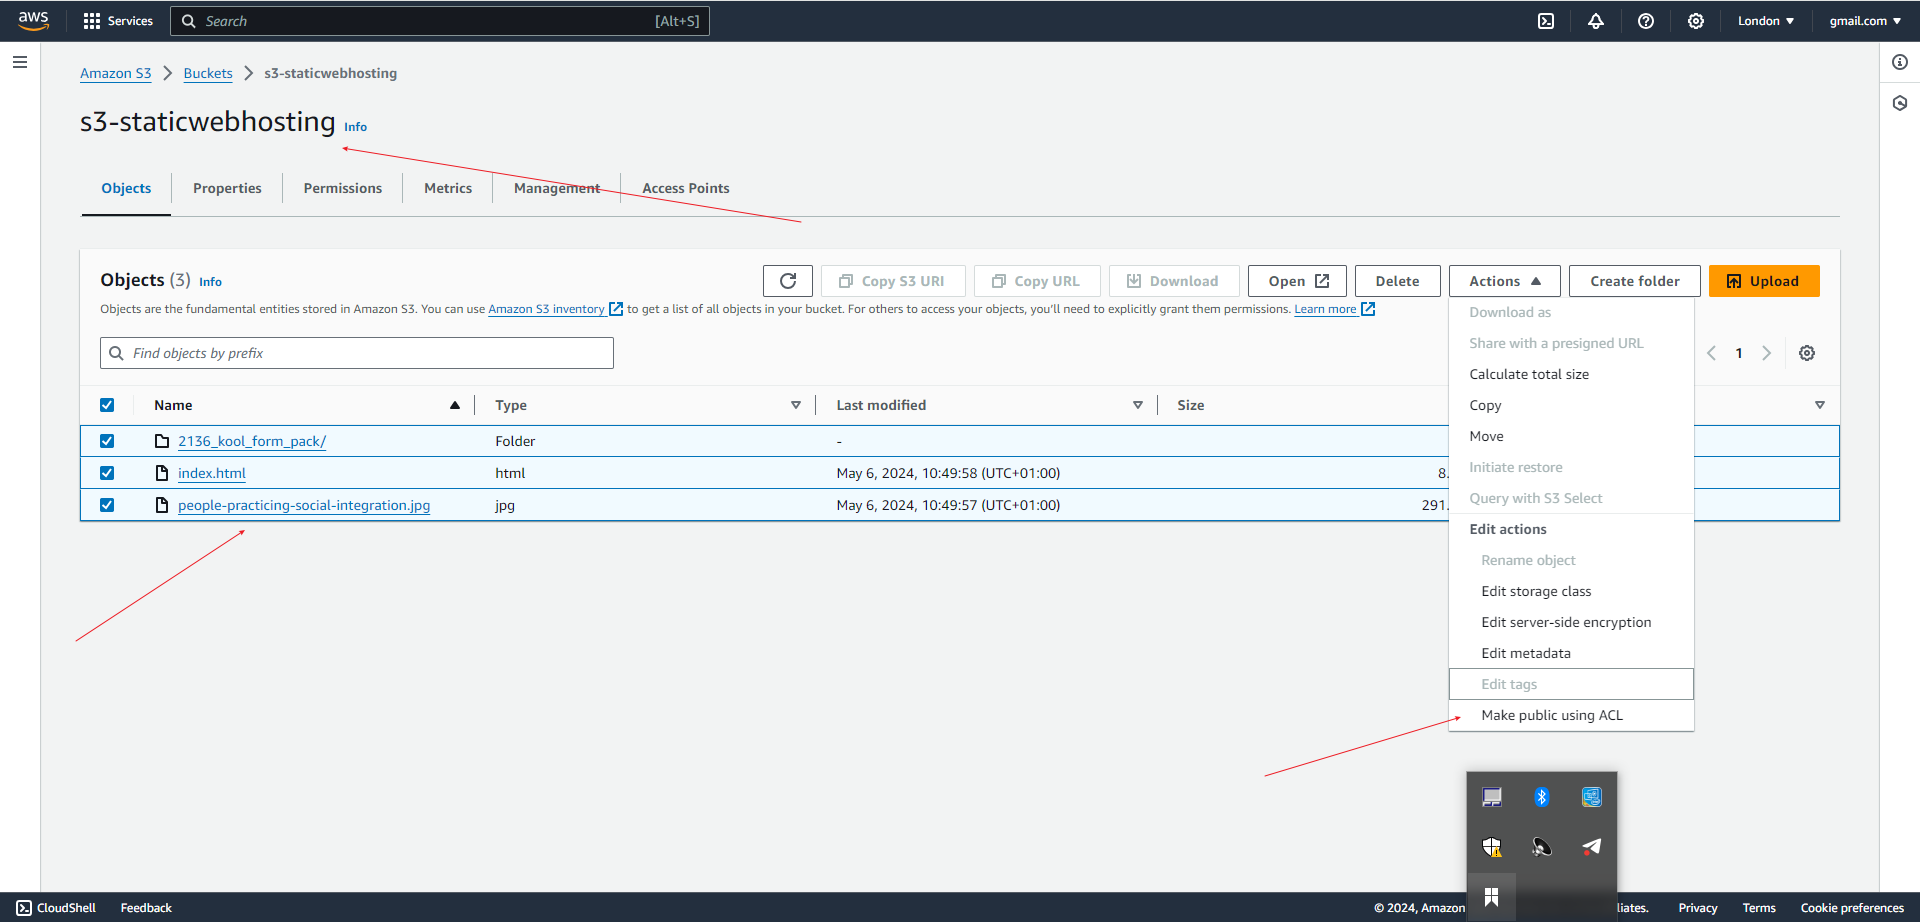 aws
Services
Search
[Alt+S]
London
gmail.com
Amazon S3
Buckets
s3-staticwebhosting
s3-staticwebhosting
Info
Objects
Properties
Permissions
Metrics
Management
Access Points
Objects (3)
Info
Copy S3 URI
Copy URL
Download
Open
Delete
Actions
Create folder
Upload
Objects are the fundamental entities stored in Amazon S3. You can use Amazon S3 inventory to get a list of all objects in your bucket. For others to access your objects, you'll need to explicitly grant them permissions. Learn more
Find objects by prefix
1
Download as
Share with a presigned URL
Calculate total size
Copy
Move
Initiate restore
Query with S3 Select
Edit actions
Rename object
Edit storage class
Edit server-side encryption
Edit metadata
Edit tags
Make public using ACL
Name
Type
Last modified
Size
2136_kool_form_pack/
Folder
-
index.html
html
May 6, 2024, 10:49:58 (UTC+01:00)
8.
people-practicing-social-integration.jpg
jpg
May 6, 2024, 10:49:57 (UTC+01:00)
291.
CloudShell
Feedback
© 2024, Amazon
liates.
Privacy
Terms
Cookie preferences